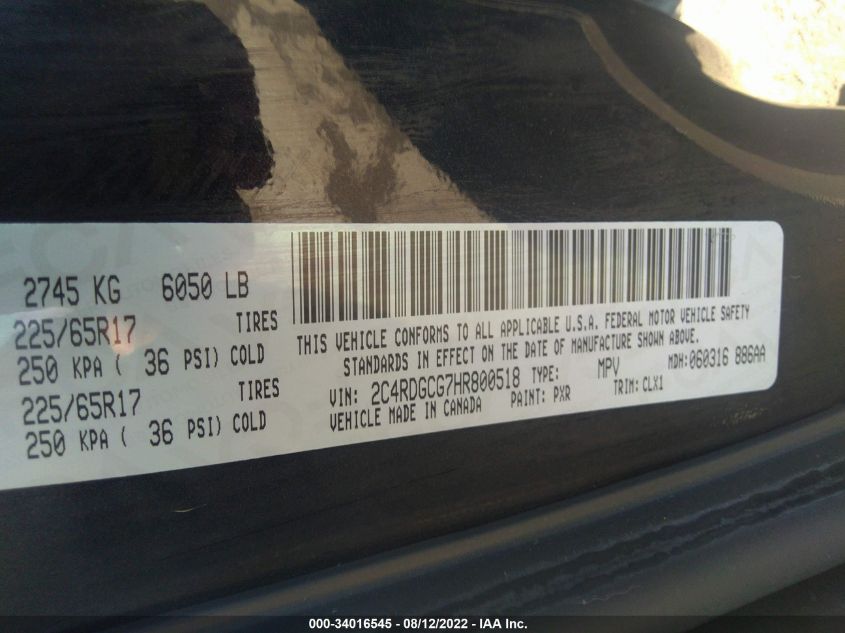 2745 KG 6050 LB
225/65R17 TIRES
250 KPA ( 36 PSI) COLD
225/65R17 TIRES
250 KPA ( 36 PSI) COLD
THIS VEHICLE CONFORMS TO ALL APPLICABLE U.S.A. FEDERAL MOTOR VEHICLE SAFETY
STANDARDS IN EFFECT ON THE DATE OF MANUFACTURE SHOWN ABOVE.
VIN: 2C4RDGCG7HR800518 TYPE: MPV MDH: 060316 886AA
VEHICLE MADE IN CANADA PAINT: PXR TRIM: CLX1
000-34016545 - 08/12/2022 - IAA Inc.